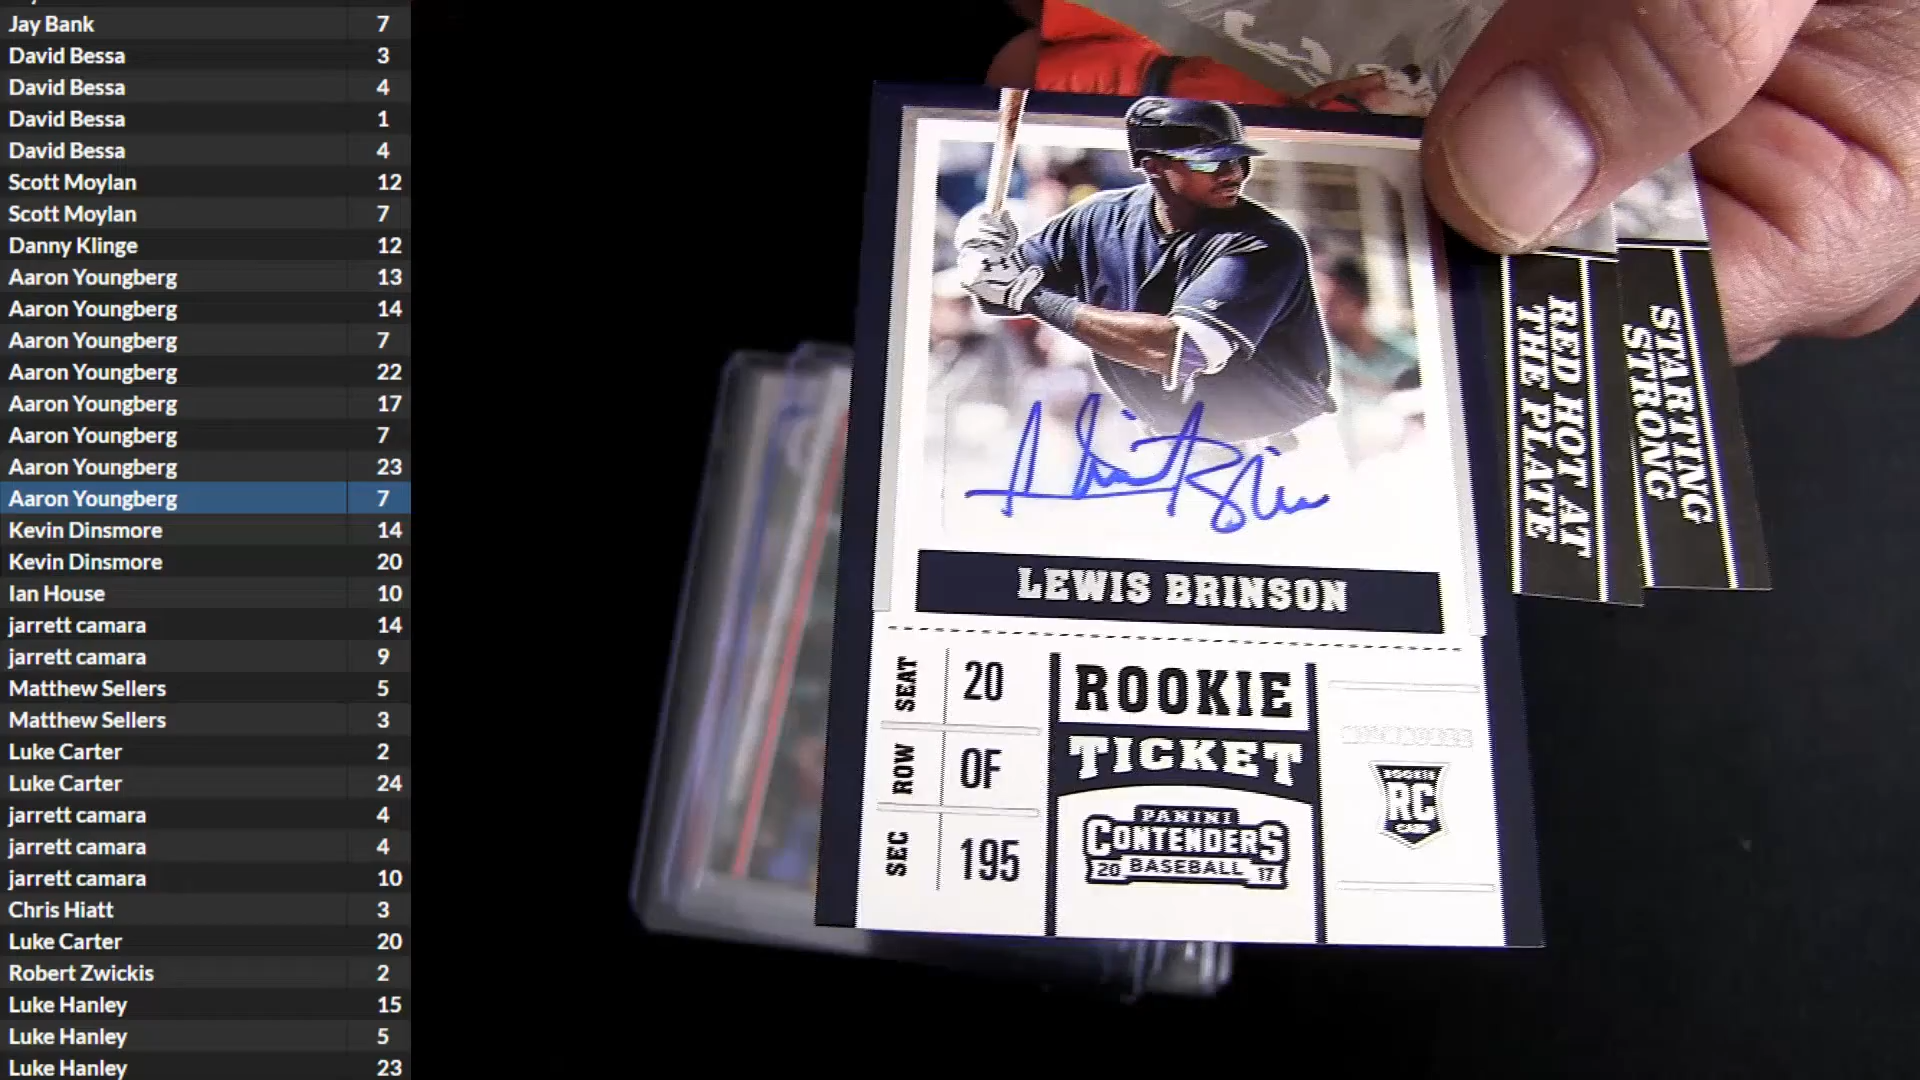 Jay Bank 7
David Bessa 3
David Bessa 4
David Bessa 1
David Bessa 4
Scott Moylan 12
Scott Moylan 7
Danny Klinge 12
Aaron Youngberg 13
Aaron Youngberg 14
Aaron Youngberg 7
Aaron Youngberg 22
Aaron Youngberg 17
Aaron Youngberg 7
Aaron Youngberg 23
Aaron Youngberg 7
Kevin Dinsmore 14
Kevin Dinsmore 20
Ian House 10
jarrett camara 14
jarrett camara 9
Matthew Sellers 5
Matthew Sellers 3
Luke Carter 2
Luke Carter 24
jarrett camara 4
jarrett camara 4
jarrett camara 10
Chris Hiatt 3
Luke Carter 20
Robert Zwickis 2
Luke Hanley 15
Luke Hanley 5
Luke Hanley 23
LEWIS BRINSON
SEAT 20
ROW OF
SEC 195
ROOKIE
TICKET
PANINI
CONTENDERS
20 BASEBALL 17
ROOKIE
RC
CARD
RED HOT AT
THE PLATE
STARTING
STRONG